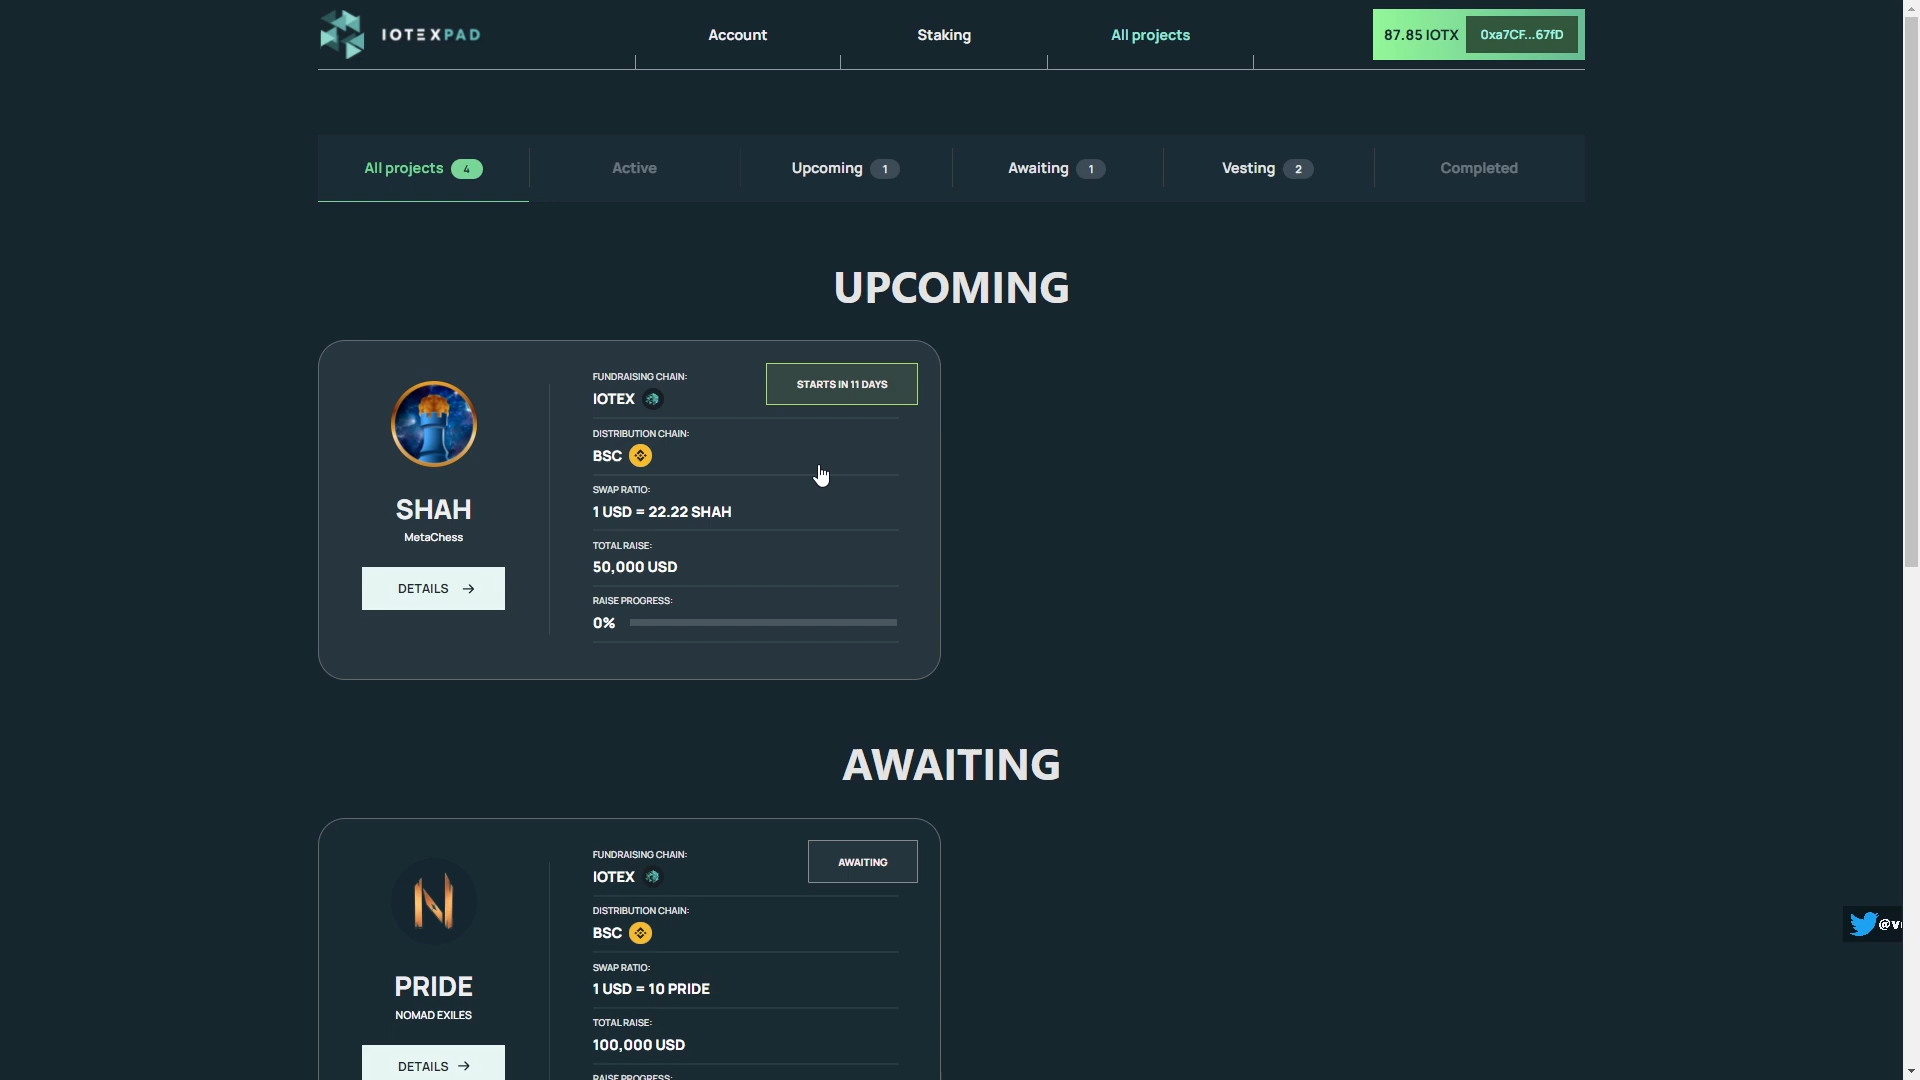 IOTEXPAD
Account
Staking
All projects
87.85 IOTX
0xa7CF...67fD
All projects 4
Active
Upcoming 1
Awaiting 1
Vesting 2
Completed
UPCOMING
SHAH
MetaChess
DETAILS →
FUNDRAISING CHAIN:
IOTEX
STARTS IN 11 DAYS
DISTRIBUTION CHAIN:
BSC
SWAP RATIO:
1 USD = 22.22 SHAH
TOTAL RAISE:
50,000 USD
RAISE PROGRESS:
0%
AWAITING
N
PRIDE
NOMAD EXILES
DETAILS →
FUNDRAISING CHAIN:
IOTEX
AWAITING
DISTRIBUTION CHAIN:
BSC
SWAP RATIO:
1 USD = 10 PRIDE
TOTAL RAISE:
100,000 USD
RAISE PROGRESS: